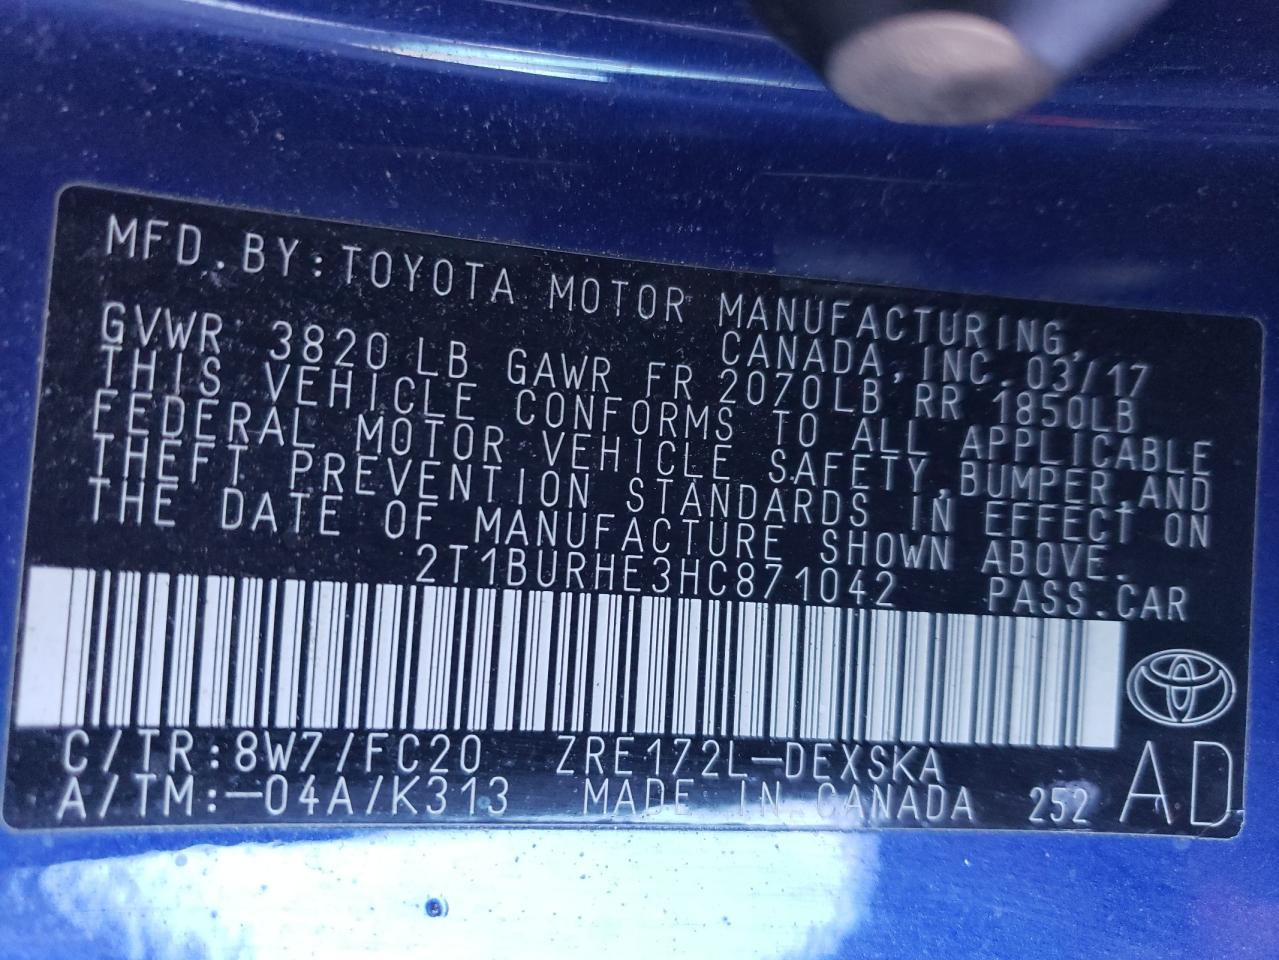 MFD.BY:TOYOTA MOTOR MANUFACTURING,
CANADA,INC. 03/17
GVWR 3820 LB GAWR FR 2070LB RR 1850LB
THIS VEHICLE CONFORMS TO ALL APPLICABLE
FEDERAL MOTOR VEHICLE SAFETY,BUMPER,AND
THEFT PREVENTION STANDARDS IN EFFECT ON
THE DATE OF MANUFACTURE SHOWN ABOVE.
2T1BURHE3HC871042 PASS.CAR
C/TR:8W7/FC20 ZRE172L-DEXSKA
A/TM:-04A/K313 MADE IN CANADA 252 AD